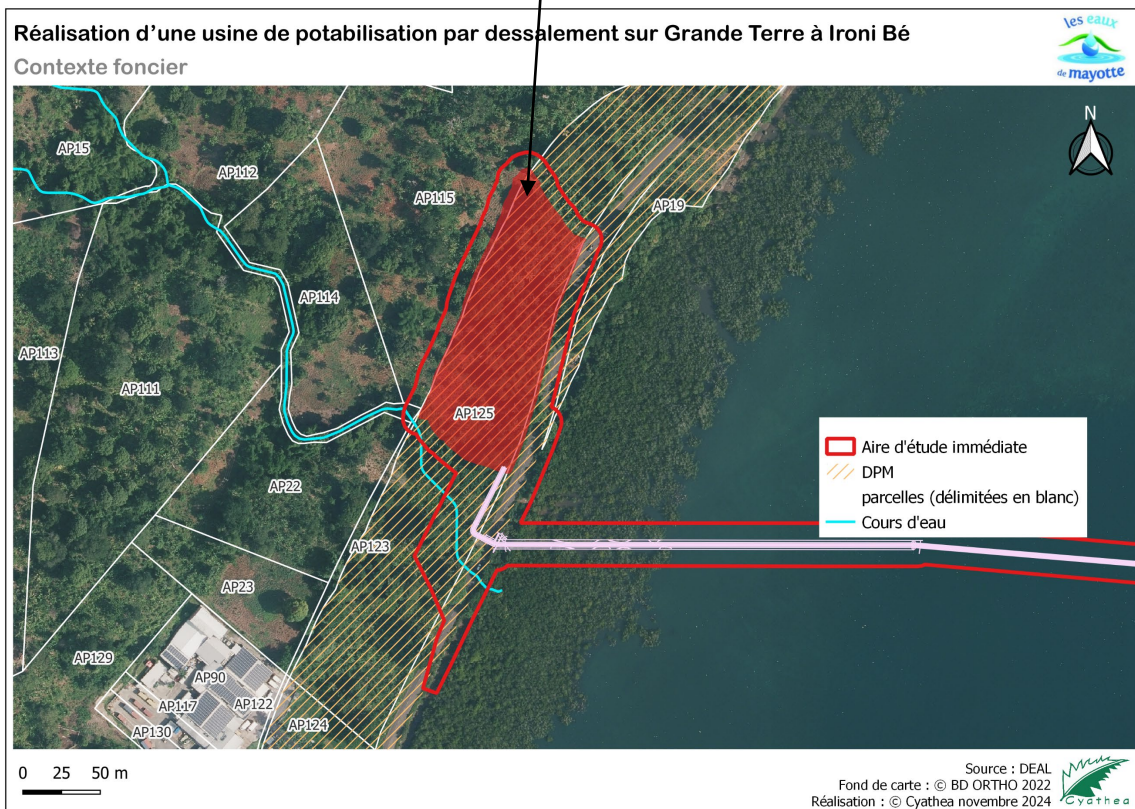 Réalisation d'une usine de potabilisation par dessalement sur Grande Terre à Ironi Bé
Contexte foncier
les eaux
de mayotte
N
AP15
AP112
AP115
AP19
AP114
AP113
AP111
AP125
AP22
AP123
AP23
AP129
AP90
AP117
AP122
AP130
AP124
Aire d'étude immédiate
DPM
parcelles (délimitées en blanc)
Cours d'eau
0 25 50 m
Source : DEAL
Fond de carte : © BD ORTHO 2022
Réalisation : © Cyathea novembre 2024
Cyathea